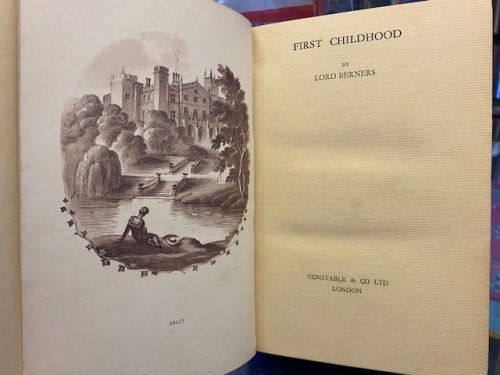 ARLEY
FIRST CHILDHOOD
BY
LORD BERNERS
CONSTABLE & CO LTD
LONDON